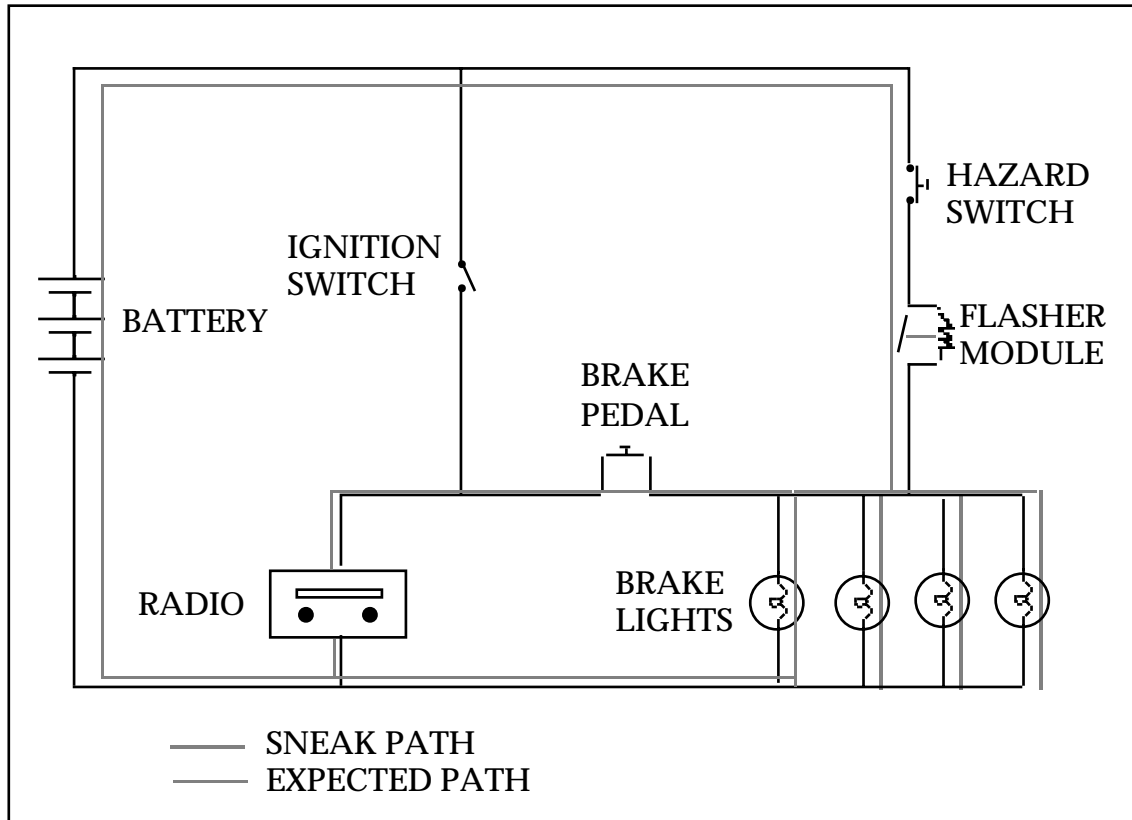 HAZARD
SWITCH
IGNITION
SWITCH
BATTERY
FLASHER
MODULE
BRAKE
PEDAL
RADIO
BRAKE
LIGHTS
SNEAK PATH
EXPECTED PATH